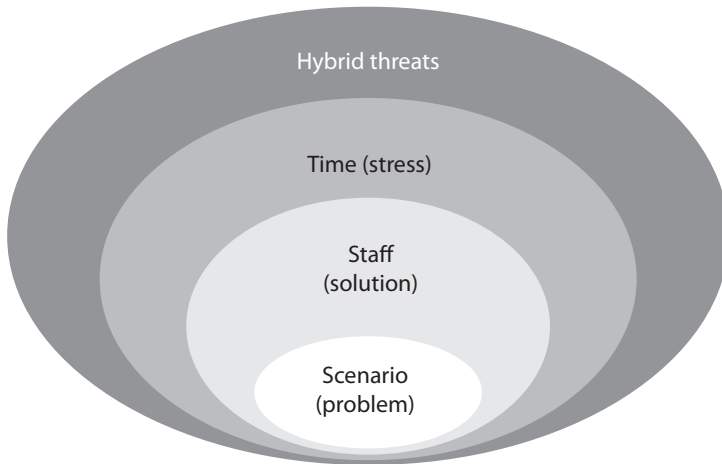 Hybrid threats
Time (stress)
Staff
(solution)
Scenario
(problem)